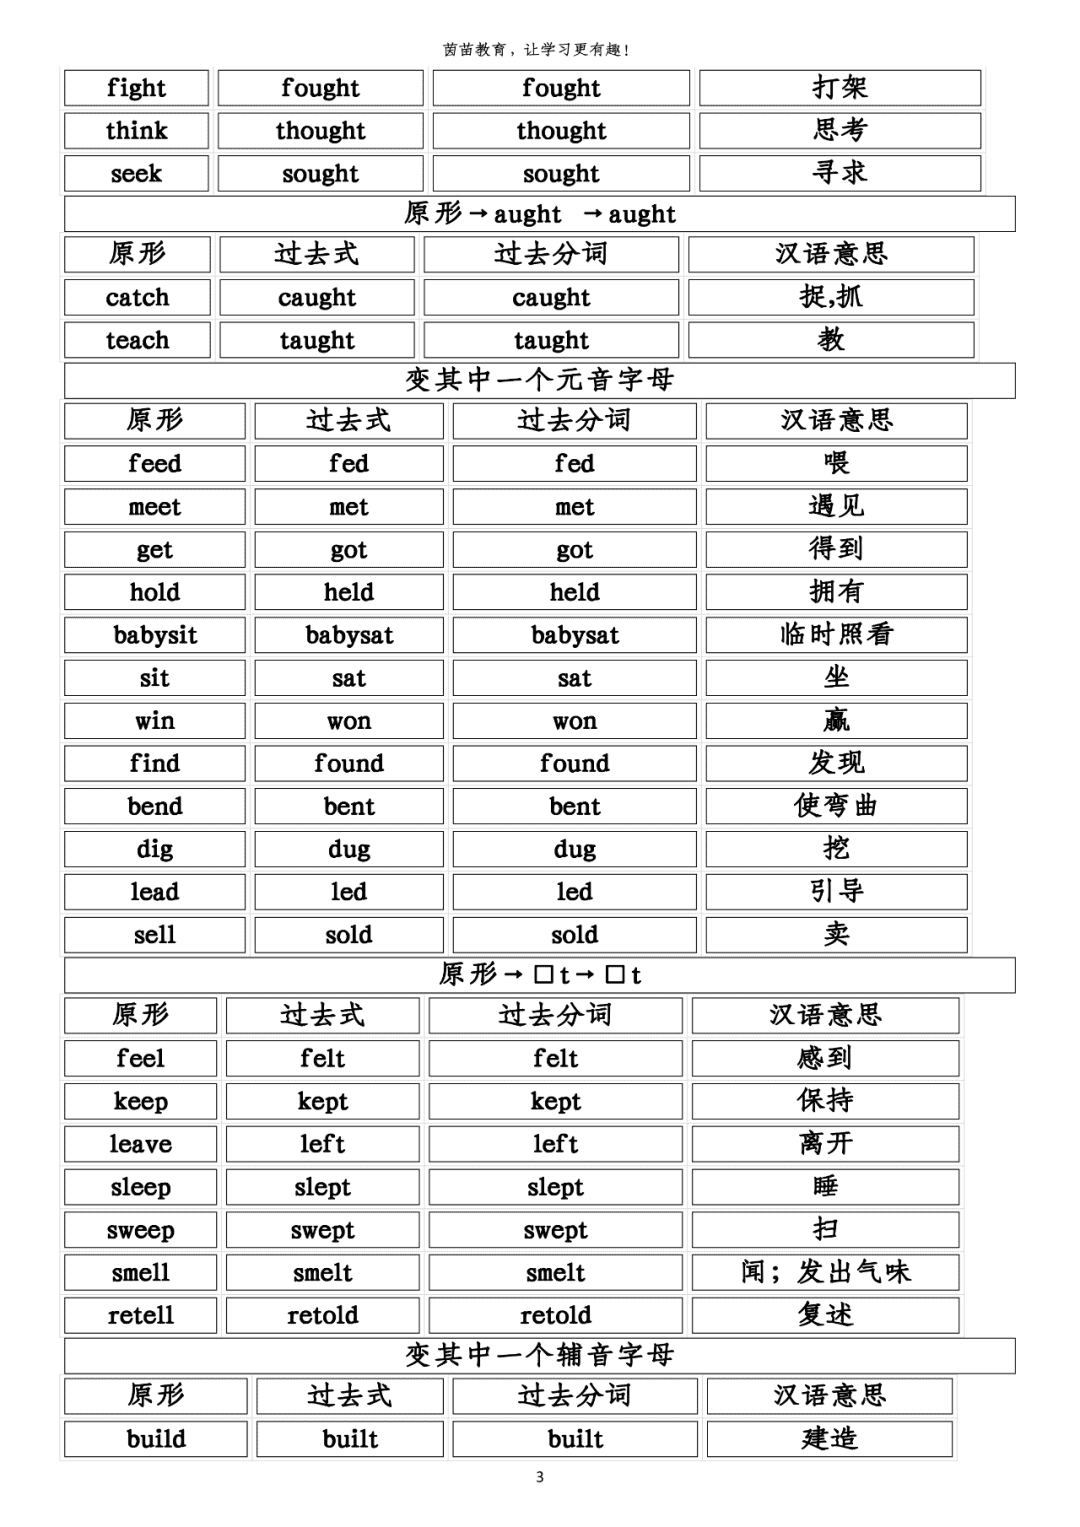 茵苗教育，让学习更有趣！
fight fought fought 打架
think thought thought 思考
seek sought sought 寻求
原形→aught →aught
原形 过去式 过去分词 汉语意思
catch caught caught 捉,抓
teach taught taught 教
变其中一个元音字母
原形 过去式 过去分词 汉语意思
feed fed fed 喂
meet met met 遇见
get got got 得到
hold held held 拥有
babysit babysat babysat 临时照看
sit sat sat 坐
win won won 赢
find found found 发现
bend bent bent 使弯曲
dig dug dug 挖
lead led led 引导
sell sold sold 卖
原形→□t→□t
原形 过去式 过去分词 汉语意思
feel felt felt 感到
keep kept kept 保持
leave left left 离开
sleep slept slept 睡
sweep swept swept 扫
smell smelt smelt 闻；发出气味
retell retold retold 复述
变其中一个辅音字母
原形 过去式 过去分词 汉语意思
build built built 建造
3